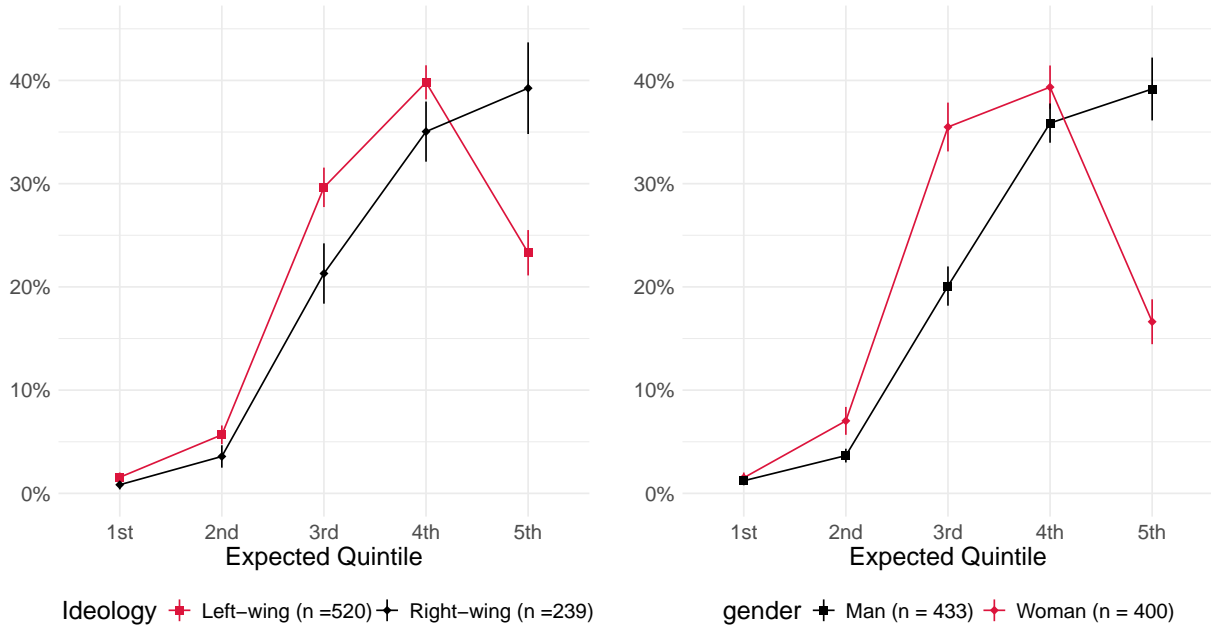 40%
30%
20%
10%
0%
1st 2nd 3rd 4th 5th
Expected Quintile
Ideology Left−wing (n =520) Right−wing (n =239)
40%
30%
20%
10%
0%
1st 2nd 3rd 4th 5th
Expected Quintile
gender Man (n = 433) Woman (n = 400)